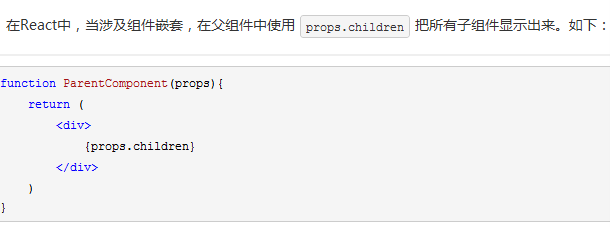 在React中，当涉及组件嵌套，在父组件中使用 props.children 把所有子组件显示出来。如下：
function ParentComponent(props){
    return (
        <div>
            {props.children}
        </div>
    )
}